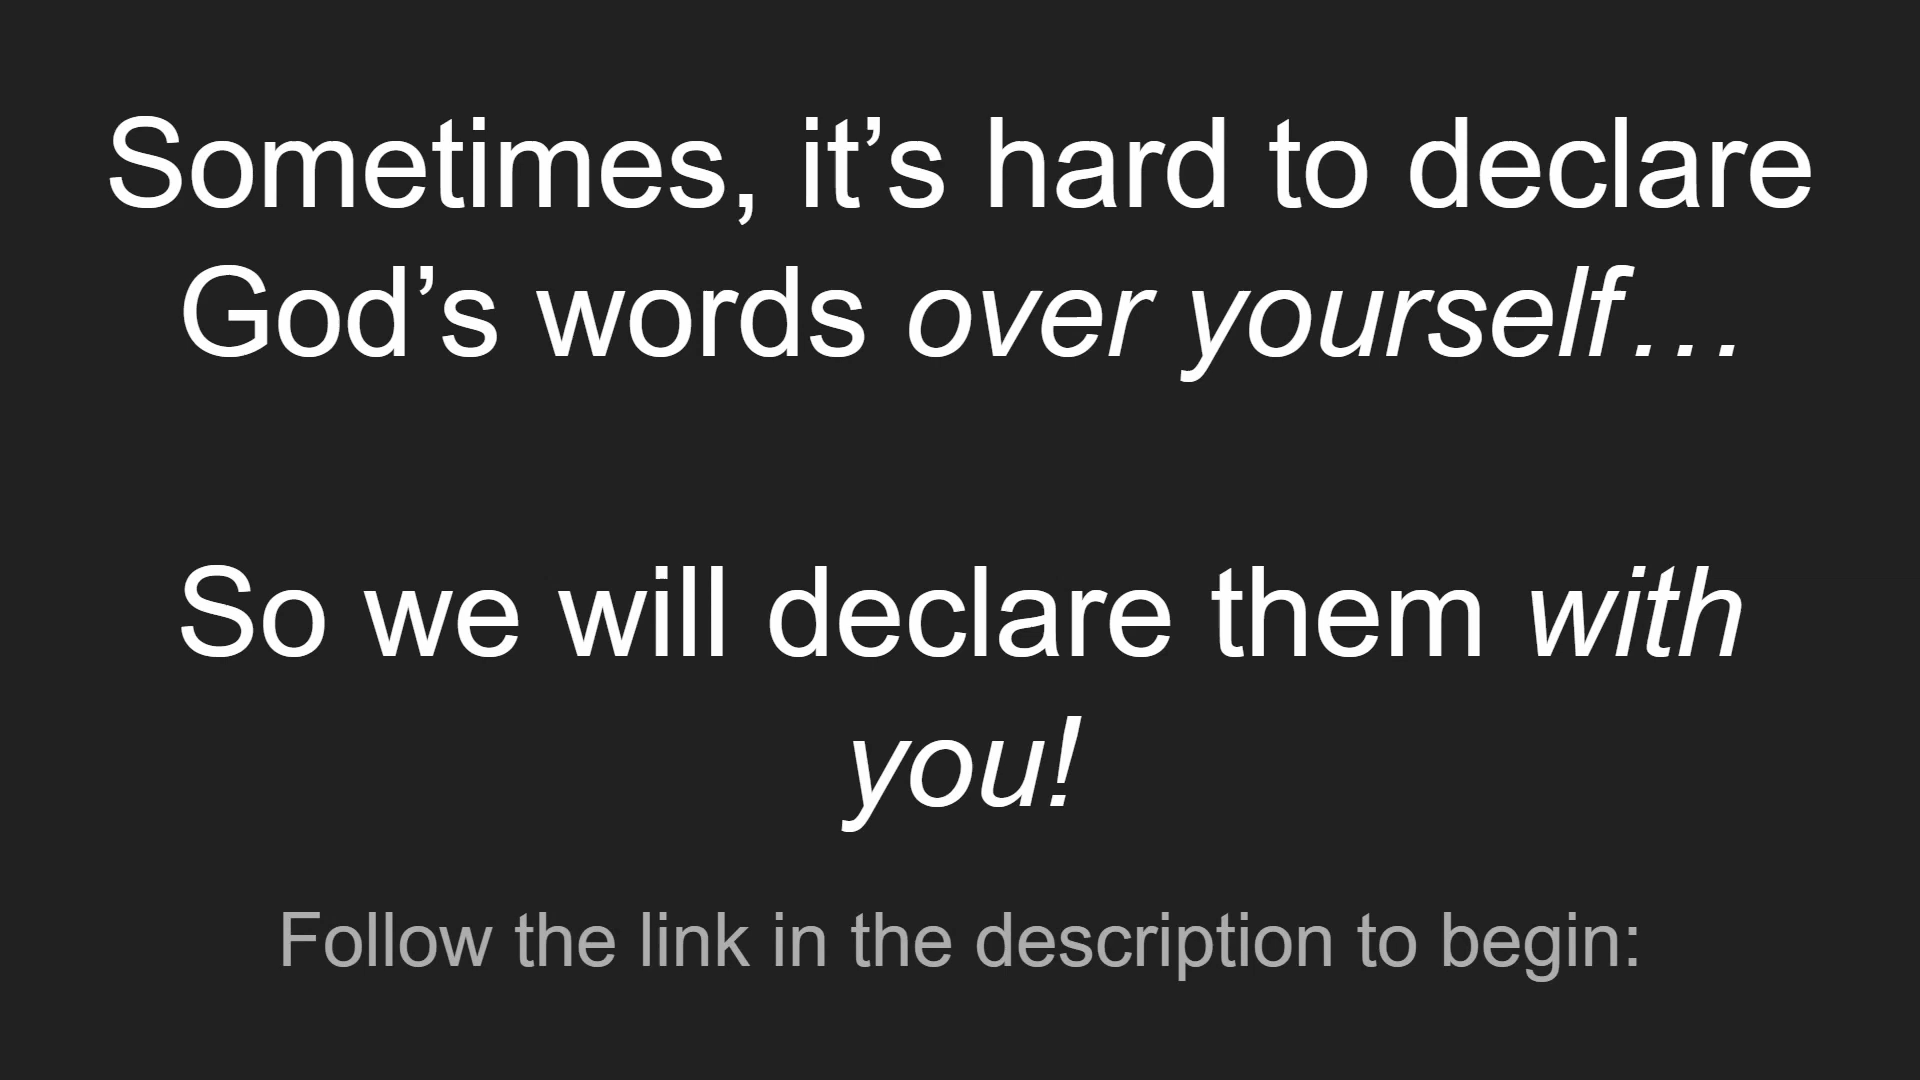 Sometimes, it’s hard to declare
God’s words over yourself…
So we will declare them with
you!
Follow the link in the description to begin: